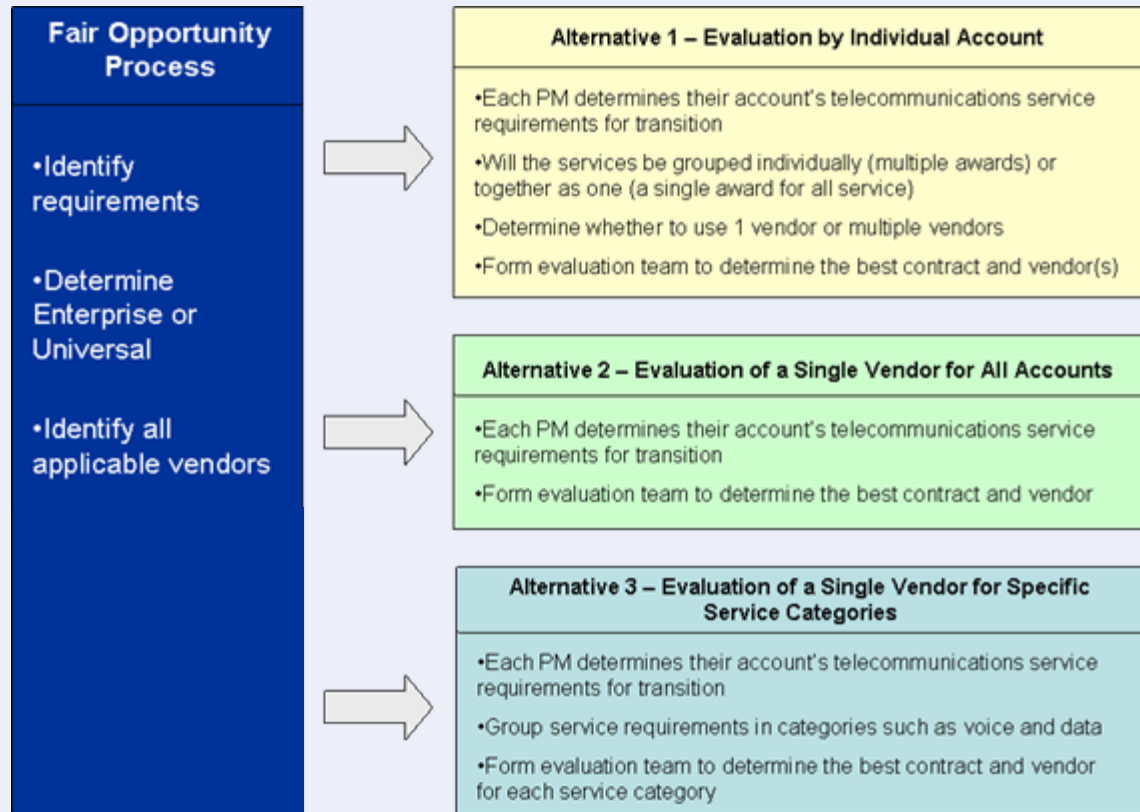 Fair Opportunity
Process
•Identify
requirements
•Determine
Enterprise or
Universal
•Identify all
applicable vendors
Alternative 1 – Evaluation by Individual Account
•Each PM determines their account's telecommunications service
requirements for transition
•Will the services be grouped individually (multiple awards) or
together as one (a single award for all service)
•Determine whether to use 1 vendor or multiple vendors
•Form evaluation team to determine the best contract and vendor(s)
Alternative 2 – Evaluation of a Single Vendor for All Accounts
•Each PM determines their account's telecommunications service
requirements for transition
•Form evaluation team to determine the best contract and vendor
Alternative 3 – Evaluation of a Single Vendor for Specific
Service Categories
•Each PM determines their account's telecommunications service
requirements for transition
•Group service requirements in categories such as voice and data
•Form evaluation team to determine the best contract and vendor
for each service category